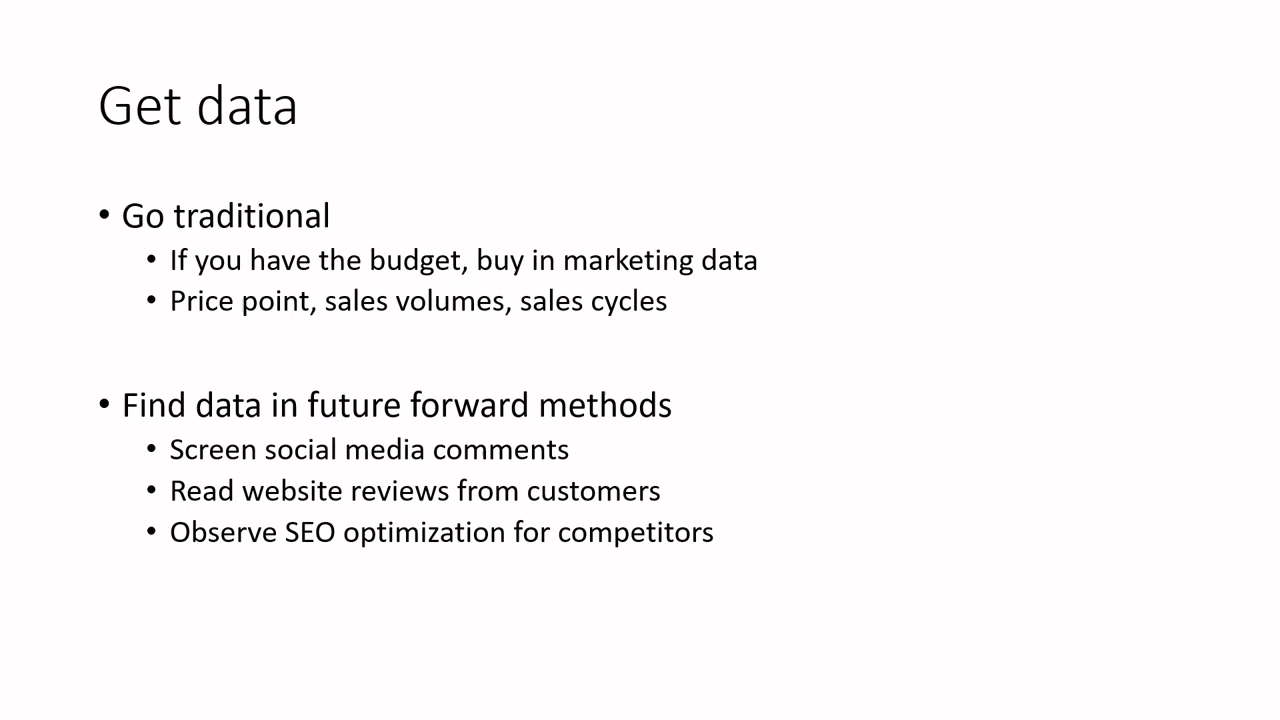 Get data
• Go traditional
• If you have the budget, buy in marketing data
• Price point, sales volumes, sales cycles
• Find data in future forward methods
• Screen social media comments
• Read website reviews from customers
• Observe SEO optimization for competitors